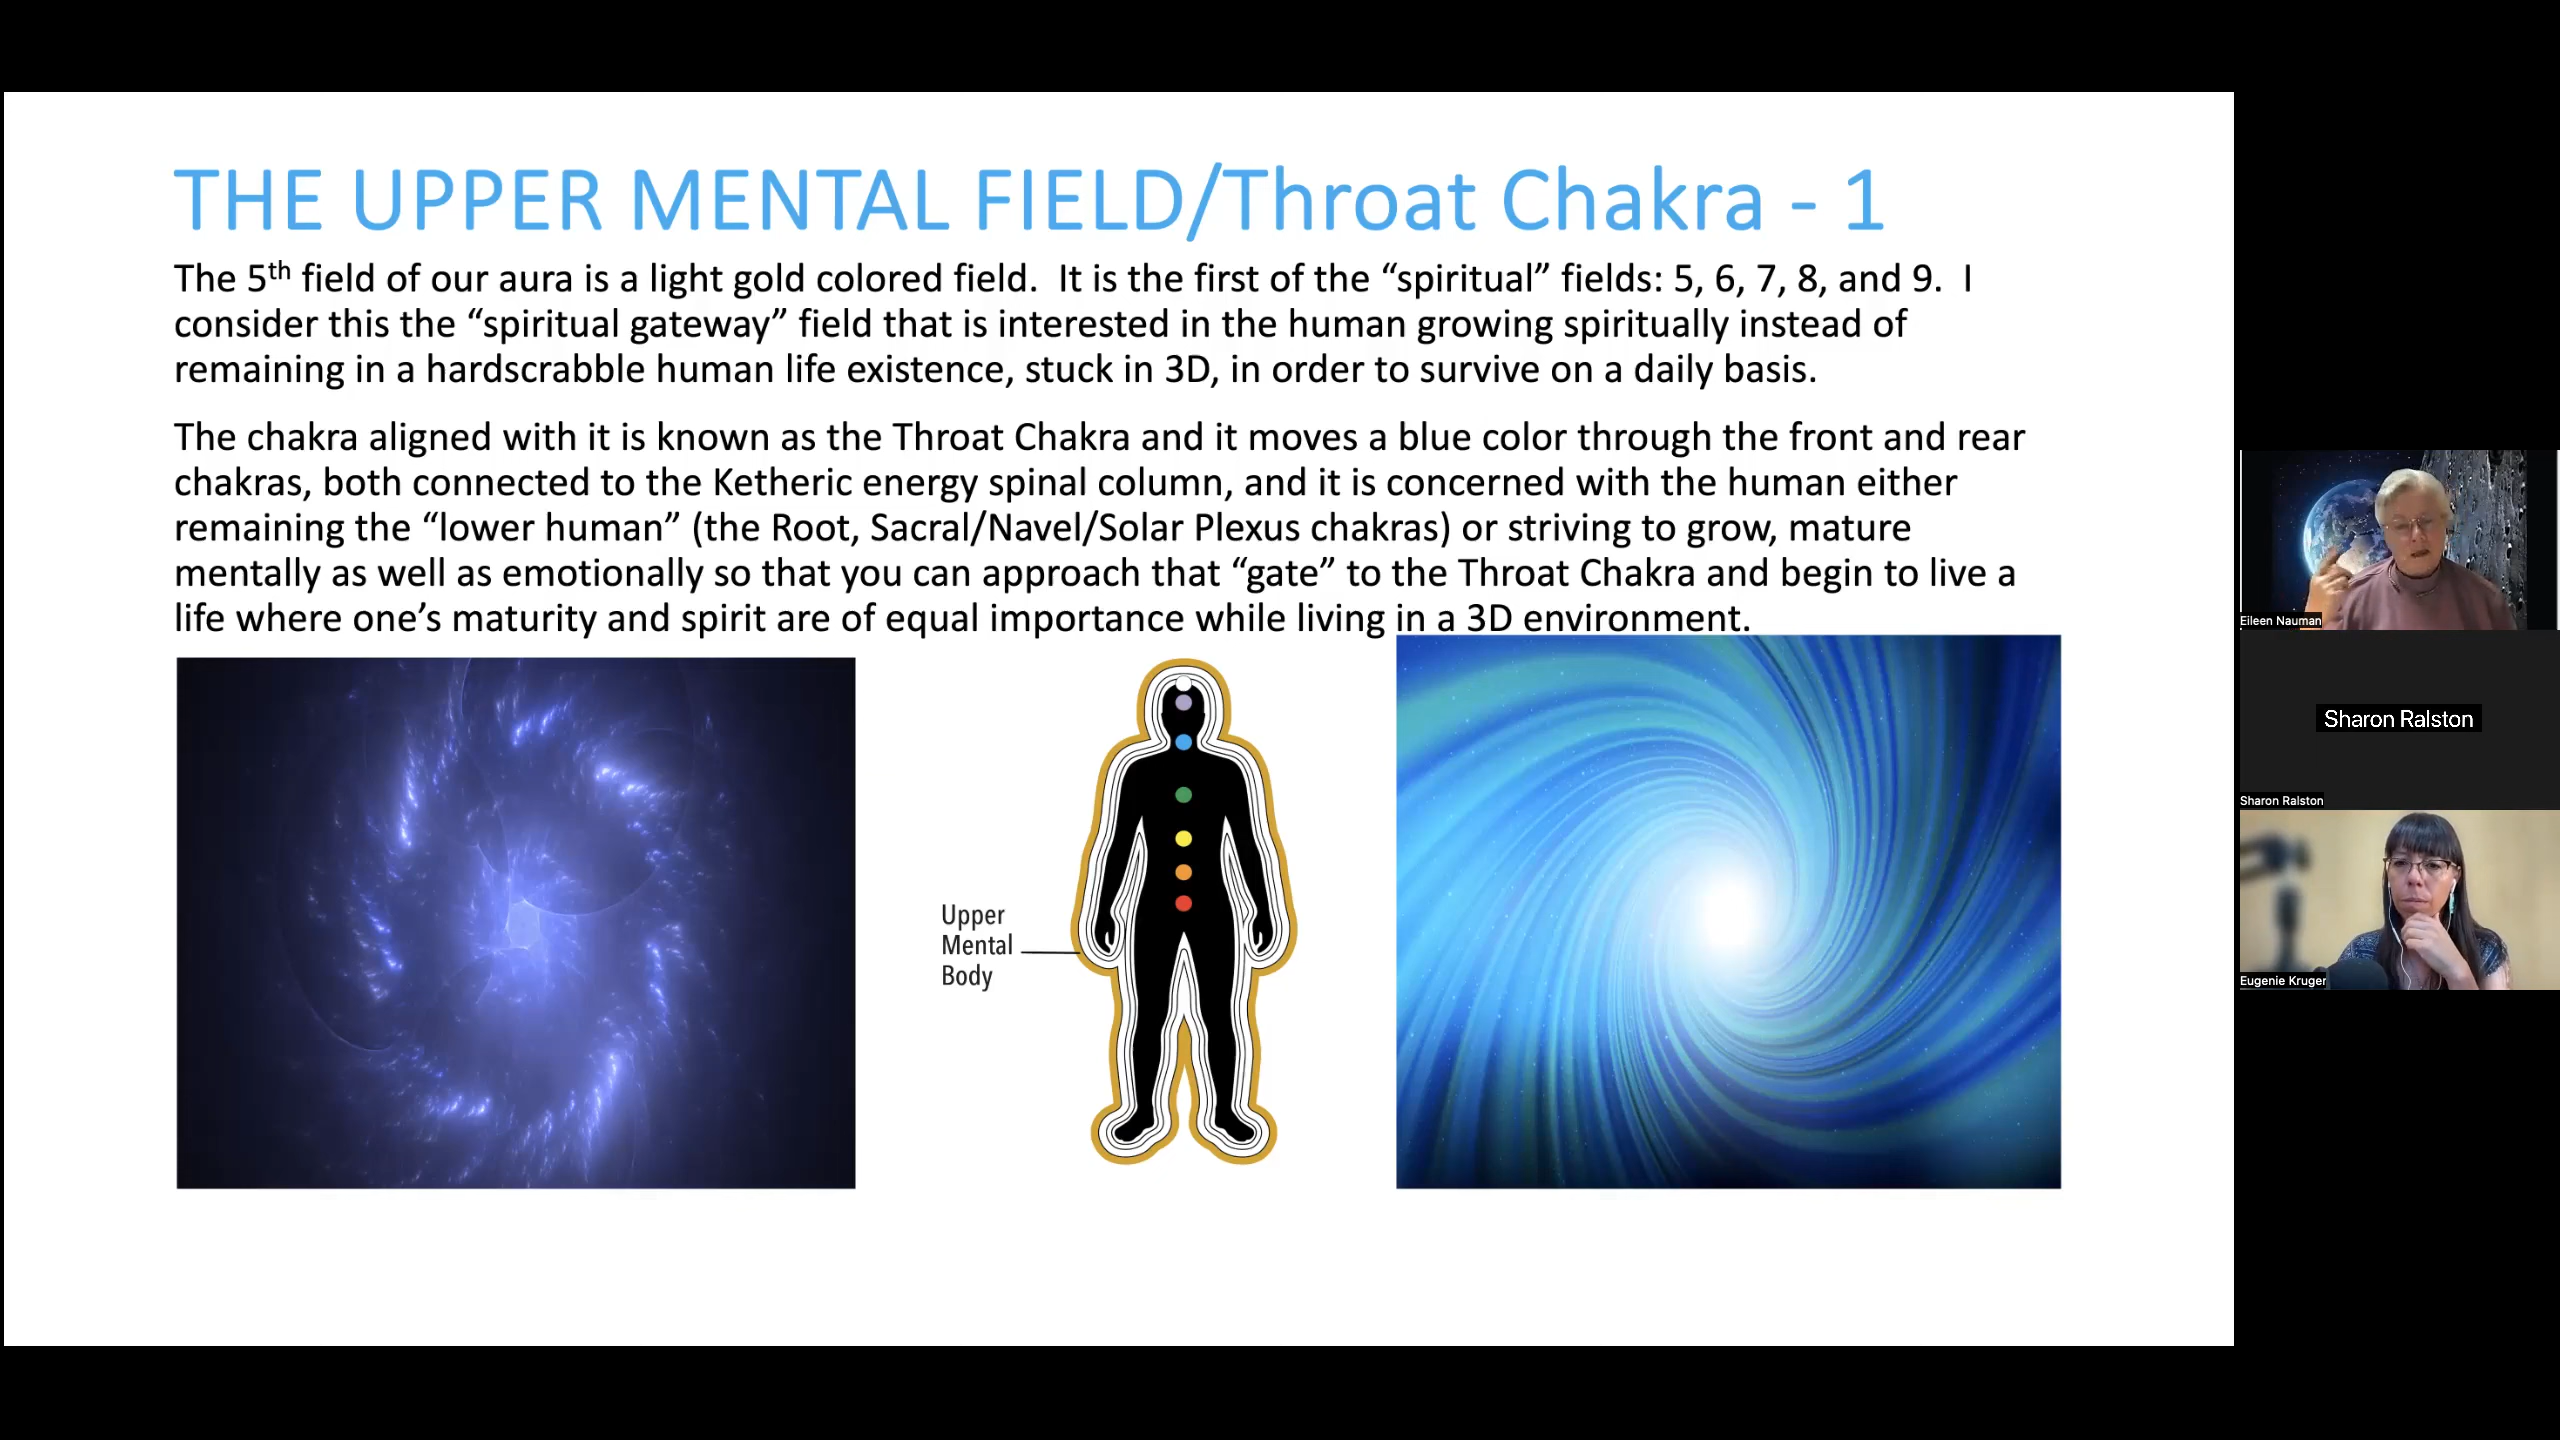 THE UPPER MENTAL FIELD/Throat Chakra - 1
The 5th field of our aura is a light gold colored field.  It is the first of the “spiritual” fields: 5, 6, 7, 8, and 9.  I
consider this the “spiritual gateway” field that is interested in the human growing spiritually instead of
remaining in a hardscrabble human life existence, stuck in 3D, in order to survive on a daily basis.
The chakra aligned with it is known as the Throat Chakra and it moves a blue color through the front and rear
chakras, both connected to the Ketheric energy spinal column, and it is concerned with the human either
remaining the “lower human” (the Root, Sacral/Navel/Solar Plexus chakras) or striving to grow, mature
mentally as well as emotionally so that you can approach that “gate” to the Throat Chakra and begin to live a
life where one’s maturity and spirit are of equal importance while living in a 3D environment.
Upper
Mental
Body
Eileen Nauman
Sharon Ralston
Sharon Ralston
Eugenie Kruger